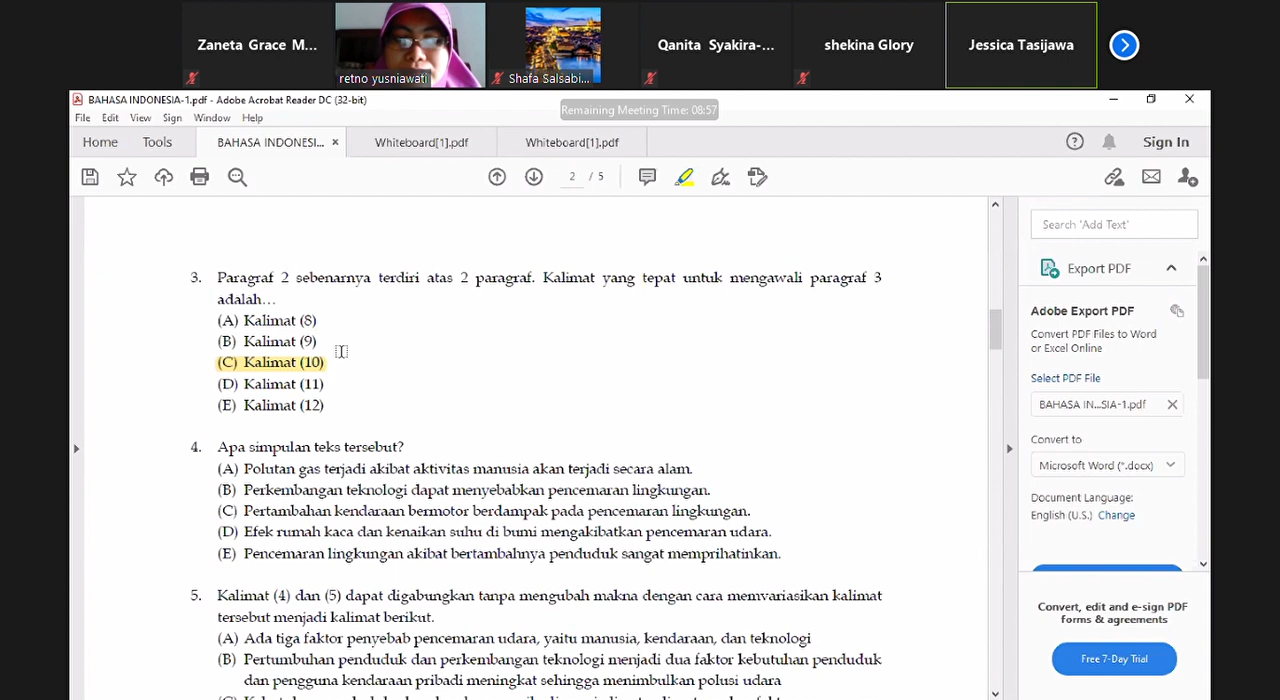 Zaneta Grace M...
retno yusniawati
Shafa Salsabi...
Qanita Syakira-...
shekina Glory
Jessica Tasijawa
BAHASA INDONESIA-1.pdf - Adobe Acrobat Reader DC (32-bit)
Remaining Meeting Time: 08:57
File Edit View Sign Window Help
Home Tools BAHASA INDONESI... × Whiteboard[1].pdf Whiteboard[1].pdf Sign In
2 / 5
Search 'Add Text'
3. Paragraf 2 sebenarnya terdiri atas 2 paragraf. Kalimat yang tepat untuk mengawali paragraf 3
adalah...
(A) Kalimat (8)
(B) Kalimat (9)
(C) Kalimat (10)
(D) Kalimat (11)
(E) Kalimat (12)
4. Apa simpulan teks tersebut?
(A) Polutan gas terjadi akibat aktivitas manusia akan terjadi secara alam.
(B) Perkembangan teknologi dapat menyebabkan pencemaran lingkungan.
(C) Pertambahan kendaraan bermotor berdampak pada pencemaran lingkungan.
(D) Efek rumah kaca dan kenaikan suhu di bumi mengakibatkan pencemaran udara.
(E) Pencemaran lingkungan akibat bertambahnya penduduk sangat memprihatinkan.
5. Kalimat (4) dan (5) dapat digabungkan tanpa mengubah makna dengan cara memvariasikan kalimat
tersebut menjadi kalimat berikut.
(A) Ada tiga faktor penyebab pencemaran udara, yaitu manusia, kendaraan, dan teknologi
(B) Pertumbuhan penduduk dan perkembangan teknologi menjadi dua faktor kebutuhan penduduk
dan pengguna kendaraan pribadi meningkat sehingga menimbulkan polusi udara
Export PDF
Adobe Export PDF
Convert PDF Files to Word
or Excel Online
Select PDF File
BAHASA IN...SIA-1.pdf
Convert to
Microsoft Word (*.docx)
Document Language:
English (U.S.) Change
Convert, edit and e-sign PDF
forms & agreements
Free 7-Day Trial